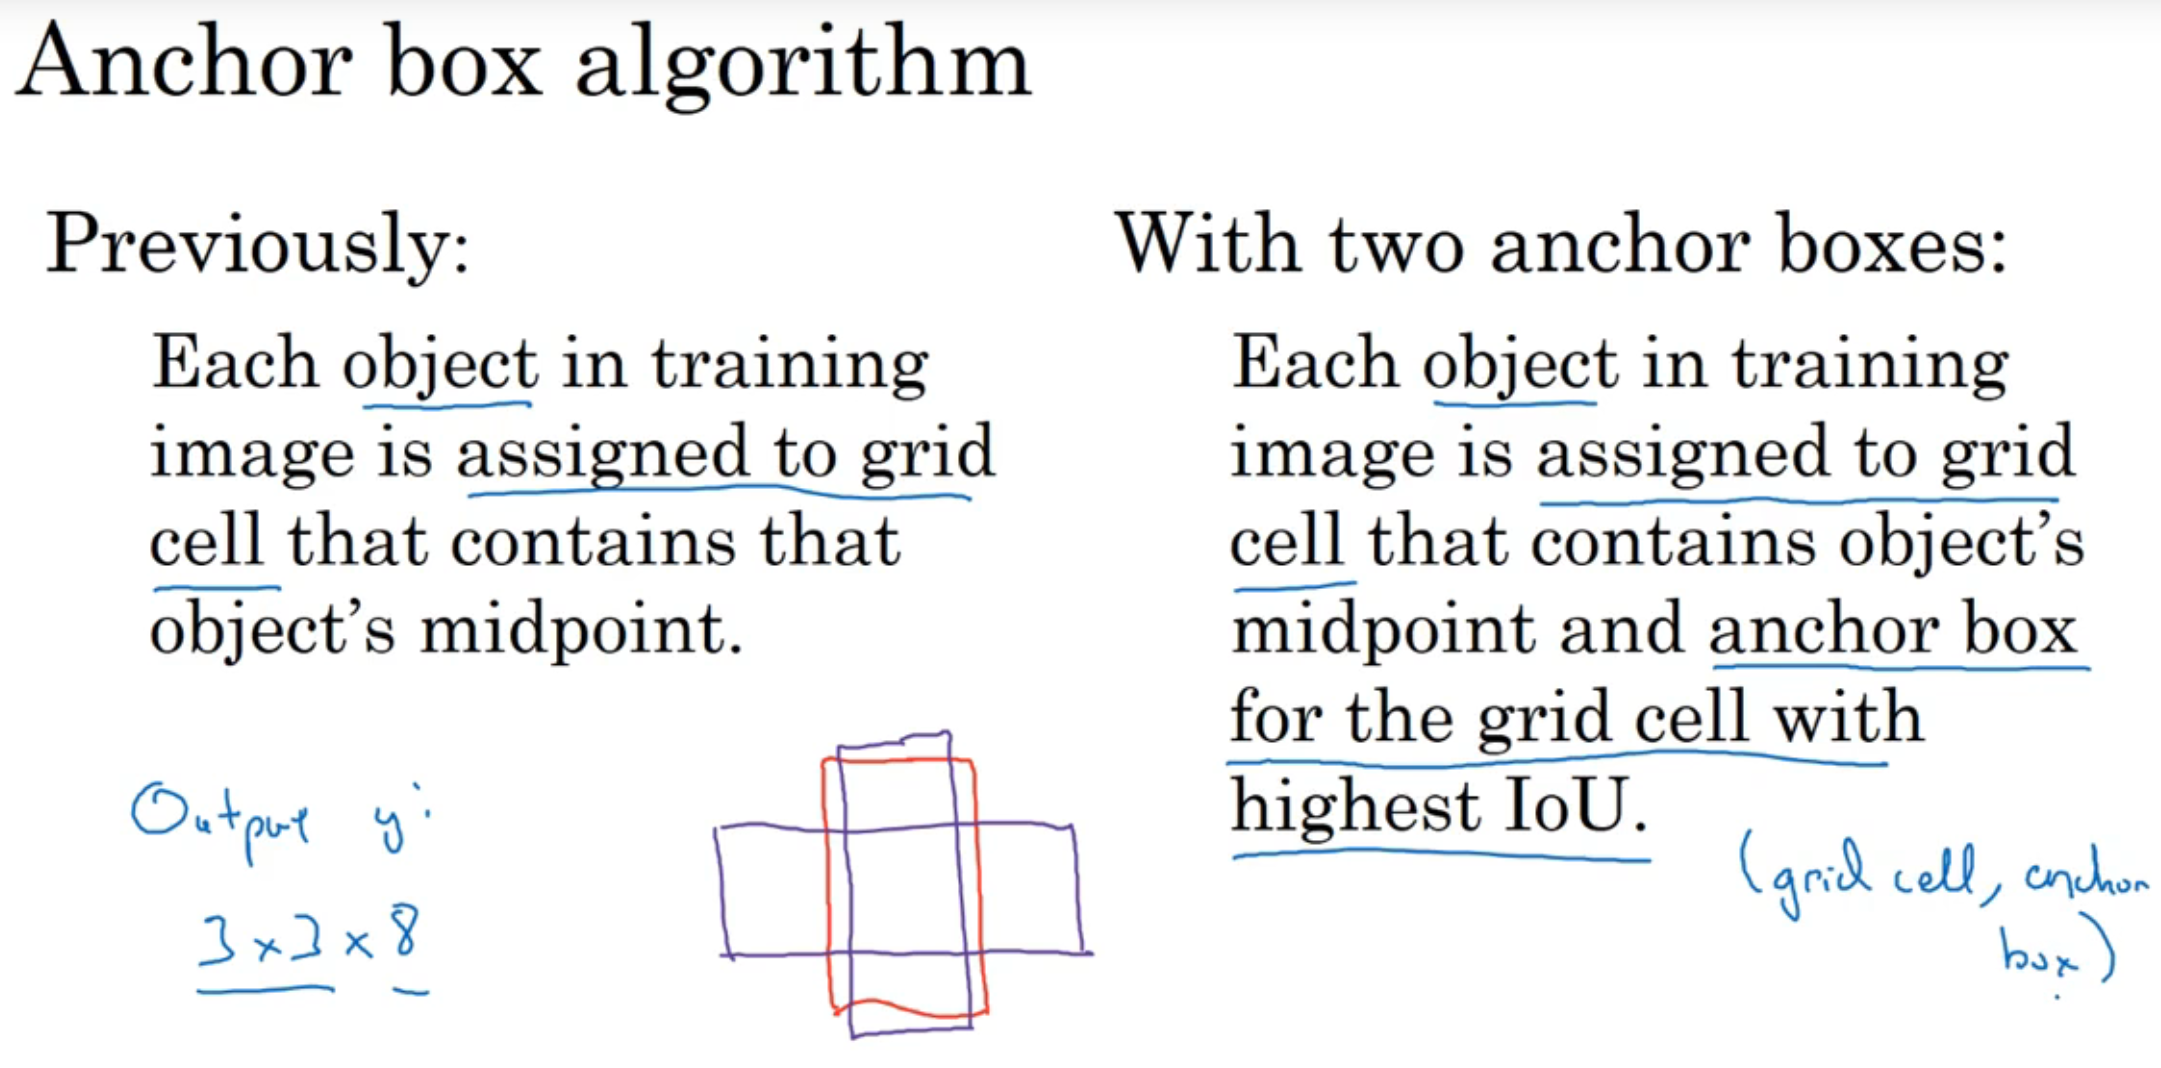 Anchor box algorithm
Previously:
Each object in training
image is assigned to grid
cell that contains that
object's midpoint.
Output y:
3 x 3 x 8
With two anchor boxes:
Each object in training
image is assigned to grid
cell that contains object's
midpoint and anchor box
for the grid cell with
highest IoU.
(grid cell, anchor
box)